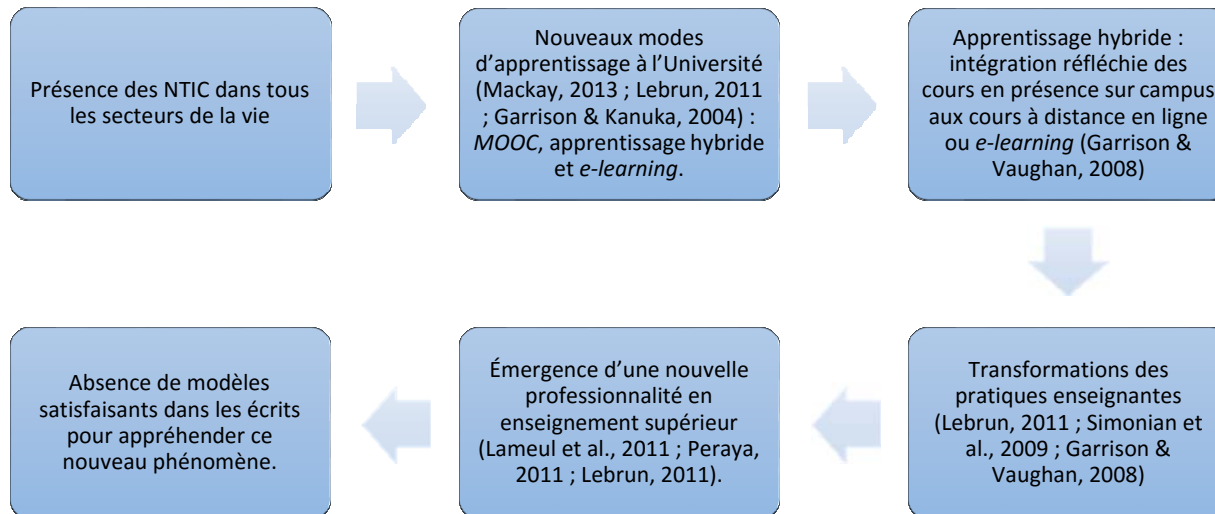 Présence des NTIC dans tous
les secteurs de la vie
Nouveaux modes
d’apprentissage à l’Université
(Mackay, 2013 ; Lebrun, 2011
; Garrison & Kanuka, 2004) :
MOOC, apprentissage hybride
et e-learning.
Apprentissage hybride :
intégration réfléchie des
cours en présence sur campus
aux cours à distance en ligne
ou e-learning (Garrison &
Vaughan, 2008)
Transformations des
pratiques enseignantes
(Lebrun, 2011 ; Simonian et
al., 2009 ; Garrison &
Vaughan, 2008)
Émergence d’une nouvelle
professionnalité en
enseignement supérieur
(Lameul et al., 2011 ; Peraya,
2011 ; Lebrun, 2011).
Absence de modèles
satisfaisants dans les écrits
pour appréhender ce
nouveau phénomène.